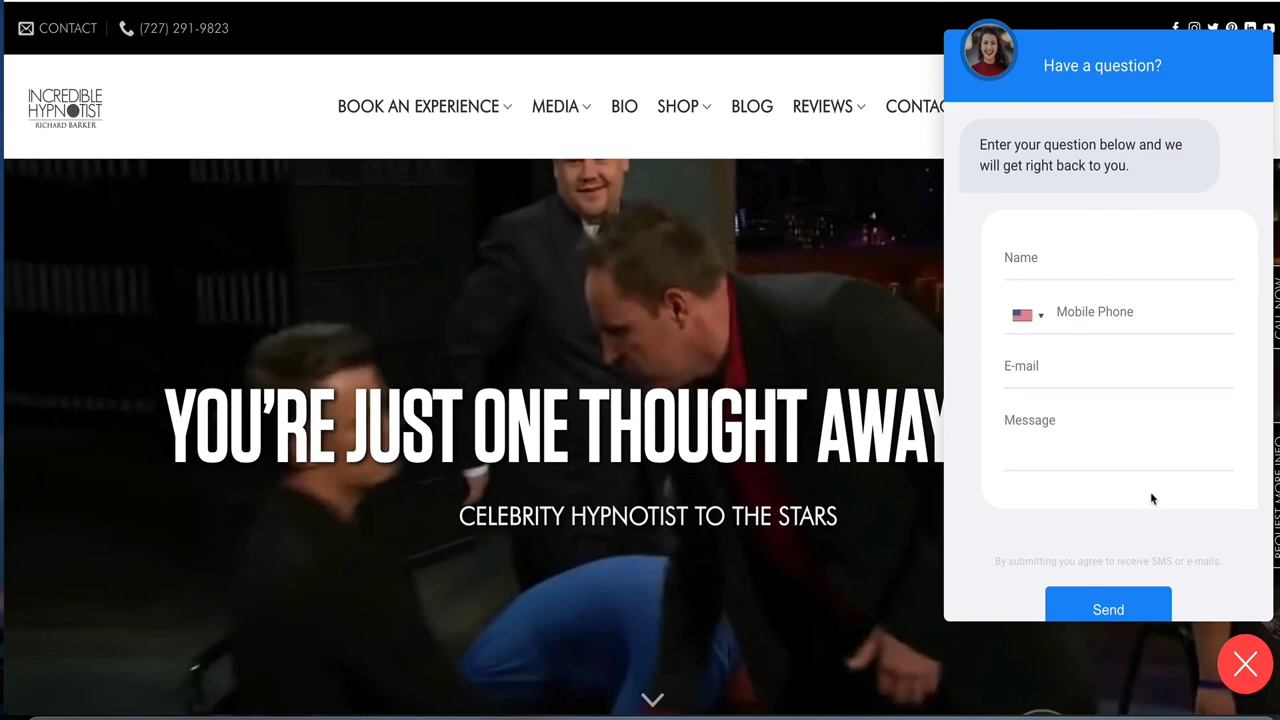 CONTACT
(727) 291-9823
INCREDIBLE
HYPNOTIST
RICHARD BARKER
BOOK AN EXPERIENCE
MEDIA
BIO
SHOP
BLOG
REVIEWS
YOU'RE JUST ONE THOUGHT AWAY
CELEBRITY HYPNOTIST TO THE STARS
Have a question?
Enter your question below and we
will get right back to you.
Name
Mobile Phone
E-mail
Message
By submitting you agree to receive SMS or e-mails.
Send